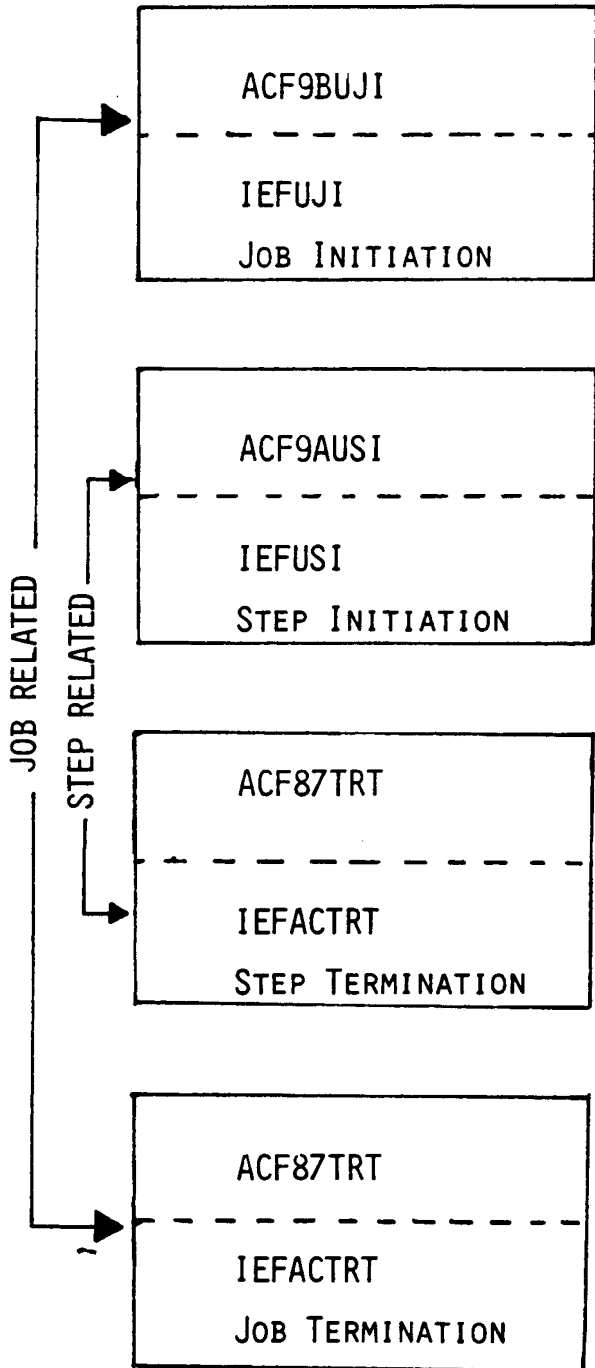 ACF9BUJI
IEFUJI
JOB INITIATION
ACF9AUSI
IEFUSI
STEP INITIATION
JOB RELATED
STEP RELATED
ACF87TRT
IEFACTRT
STEP TERMINATION
ACF87TRT
IEFACTRT
JOB TERMINATION